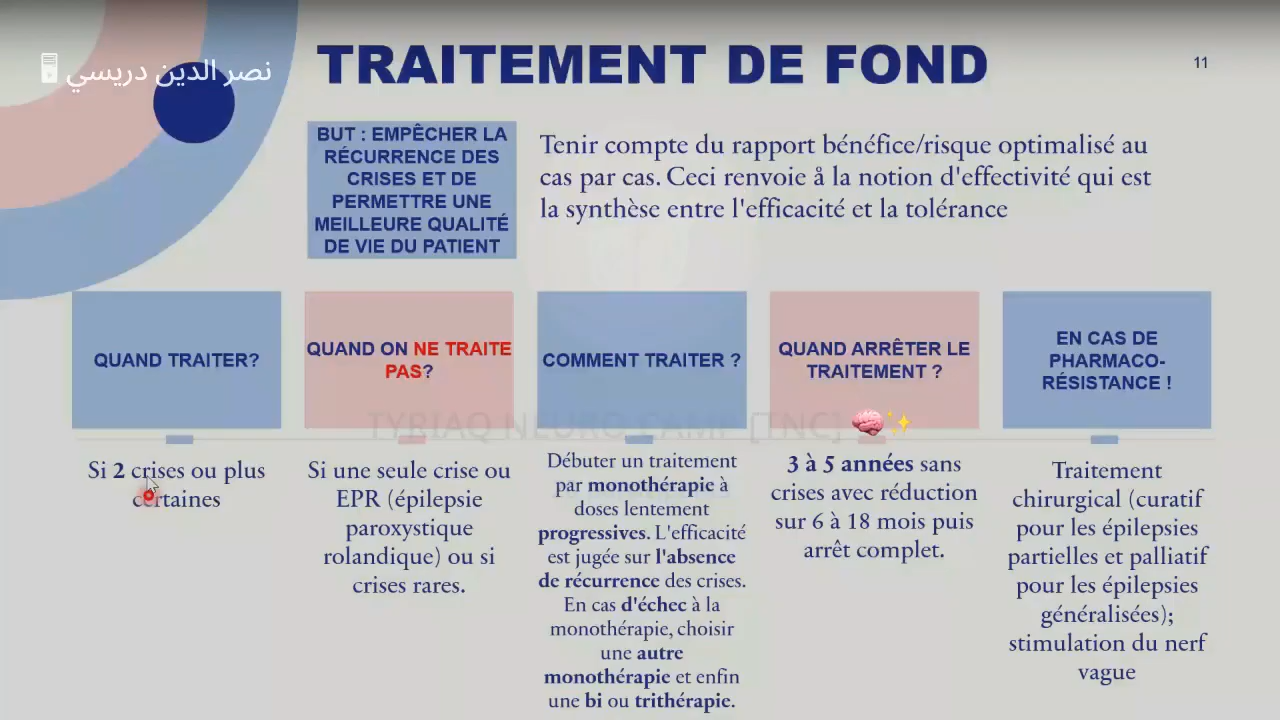 نصر الدين دريسي
TRAITEMENT DE FOND
11
BUT : EMPÊCHER LA
RÉCURRENCE DES
CRISES ET DE
PERMETTRE UNE
MEILLEURE QUALITÉ
DE VIE DU PATIENT
Tenir compte du rapport bénéfice/risque optimalisé au
cas par cas. Ceci renvoie å la notion d'effectivité qui est
la synthèse entre l'efficacité et la tolérance
QUAND TRAITER?
Si 2 crises ou plus
certaines
QUAND ON NE TRAITE
PAS?
Si une seule crise ou
EPR (épilepsie
paroxystique
rolandique) ou si
crises rares.
COMMENT TRAITER ?
Débuter un traitement
par monothérapie à
doses lentement
progressives. L'efficacité
est jugée sur l'absence
de récurrence des crises.
En cas d'échec à la
monothérapie, choisir
une autre
monothérapie et enfin
une bi ou trithérapie.
QUAND ARRÊTER LE
TRAITEMENT ?
3 à 5 années sans
crises avec réduction
sur 6 à 18 mois puis
arrêt complet.
EN CAS DE
PHARMACO-
RÉSISTANCE !
Traitement
chirurgical (curatif
pour les épilepsies
partielles et palliatif
pour les épilepsies
généralisées);
stimulation du nerf
vague
TYRIAQ NEURO CAMP [TNC]